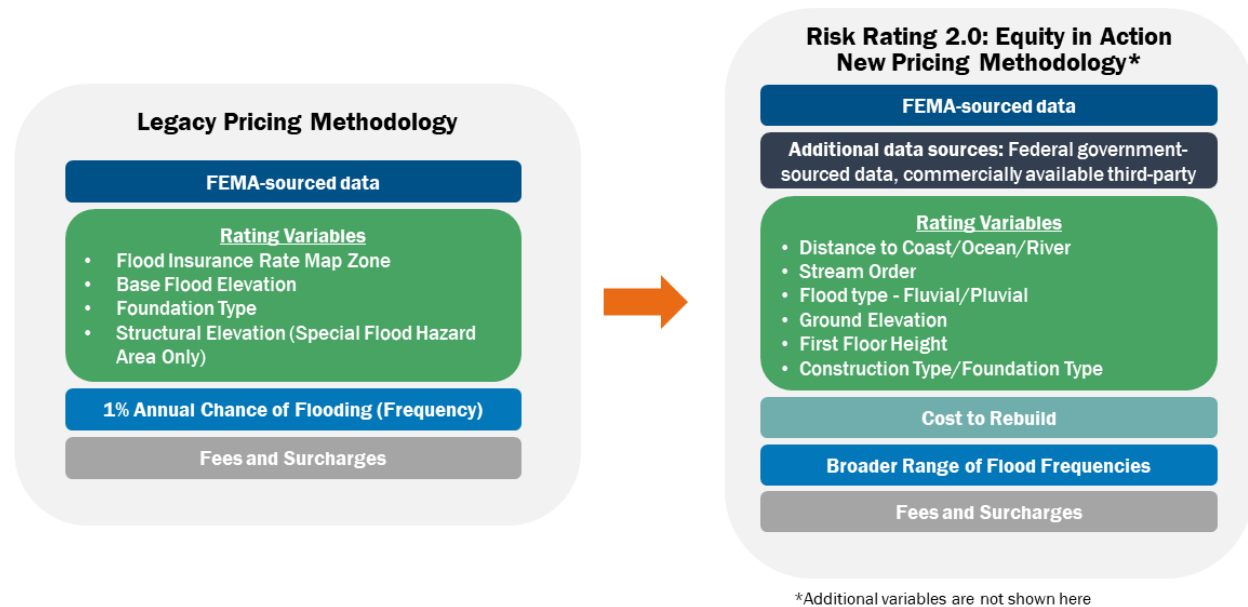 Legacy Pricing Methodology
FEMA-sourced data
Rating Variables
• Flood Insurance Rate Map Zone
• Base Flood Elevation
• Foundation Type
• Structural Elevation (Special Flood Hazard
Area Only)
1% Annual Chance of Flooding (Frequency)
Fees and Surcharges
Risk Rating 2.0: Equity in Action
New Pricing Methodology*
FEMA-sourced data
Additional data sources: Federal government-
sourced data, commercially available third-party
Rating Variables
• Distance to Coast/Ocean/River
• Stream Order
• Flood type - Fluvial/Pluvial
• Ground Elevation
• First Floor Height
• Construction Type/Foundation Type
Cost to Rebuild
Broader Range of Flood Frequencies
Fees and Surcharges
*Additional variables are not shown here